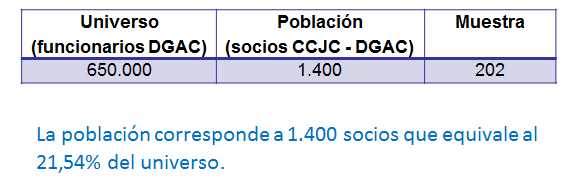 Universo Población Muestra
(funcionarios DGAC) (socios CCJC - DGAC)
650.000 1.400 202
La población corresponde a 1.400 socios que equivale al
21,54% del universo.